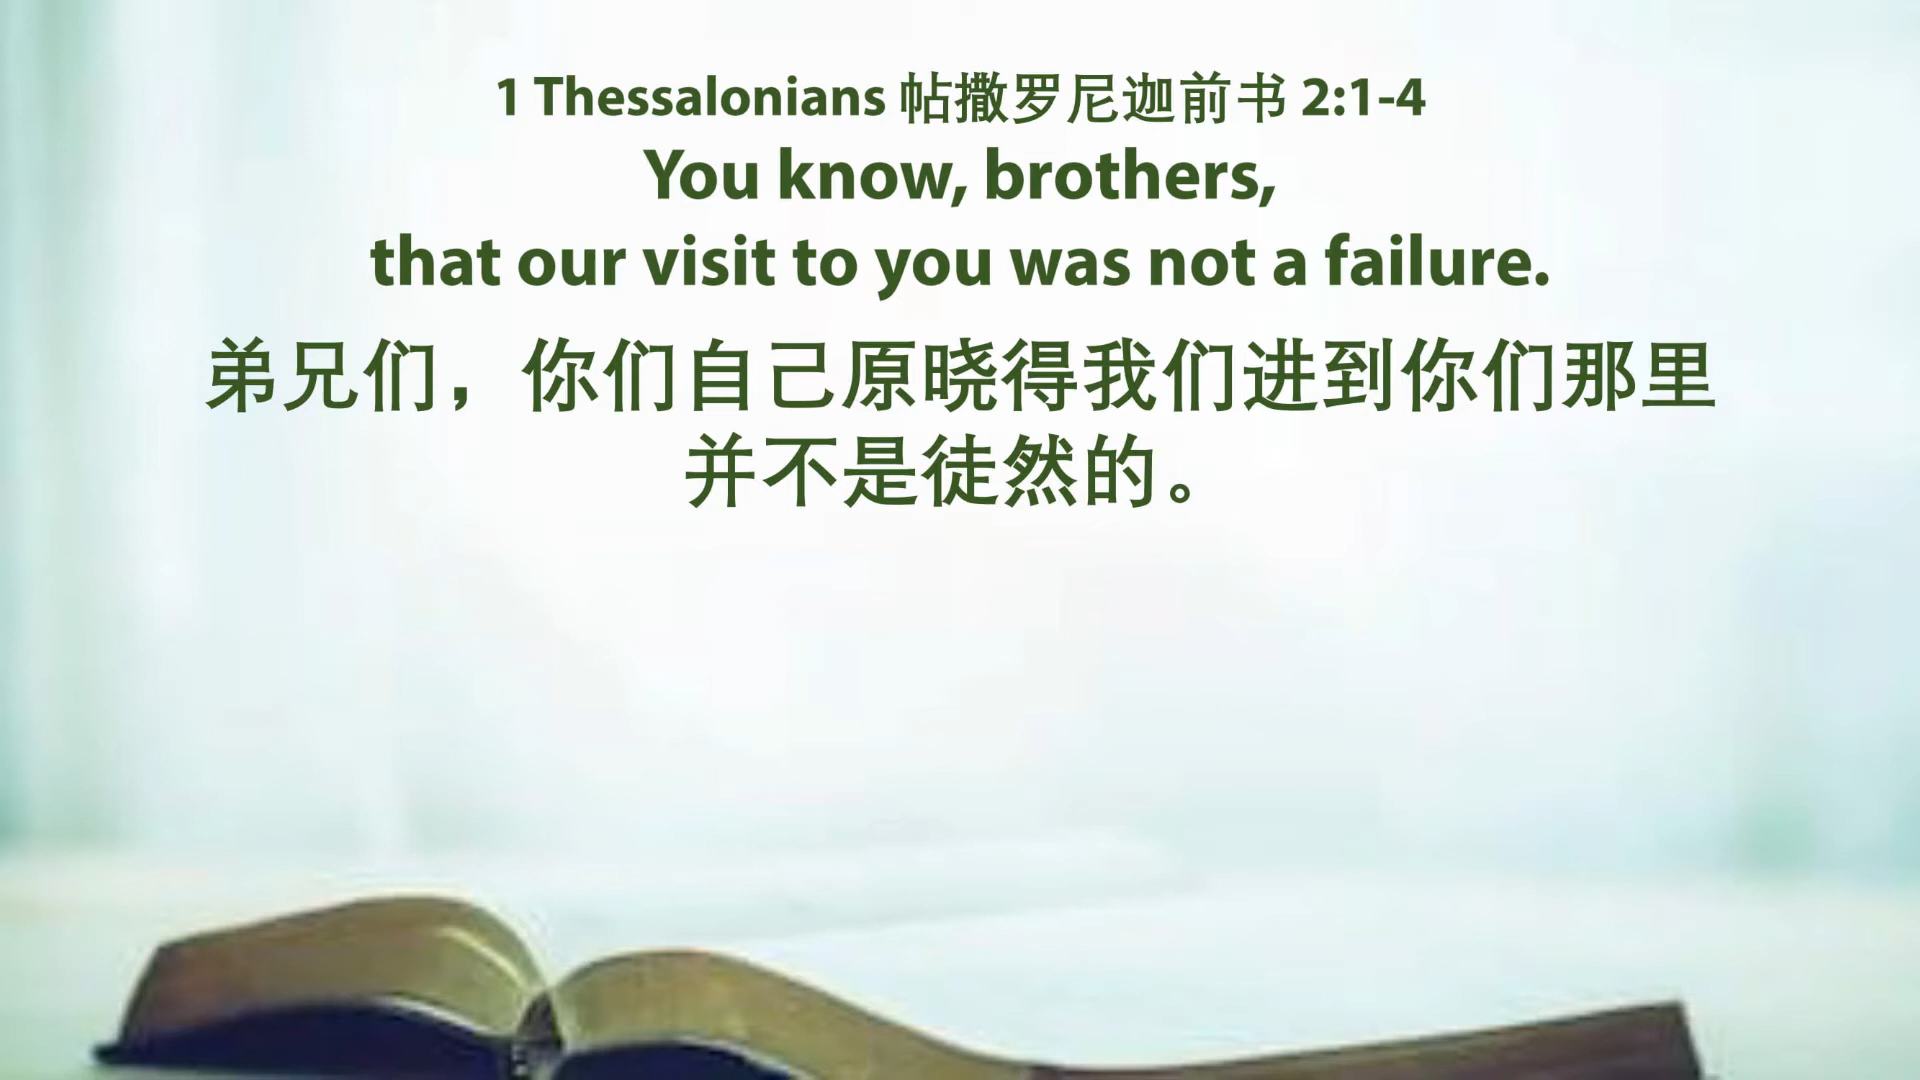 1 Thessalonians 帖撒罗尼迦前书 2:1-4
You know, brothers,
that our visit to you was not a failure.
弟兄们，你们自己原晓得我们进到你们那里
并不是徒然的。